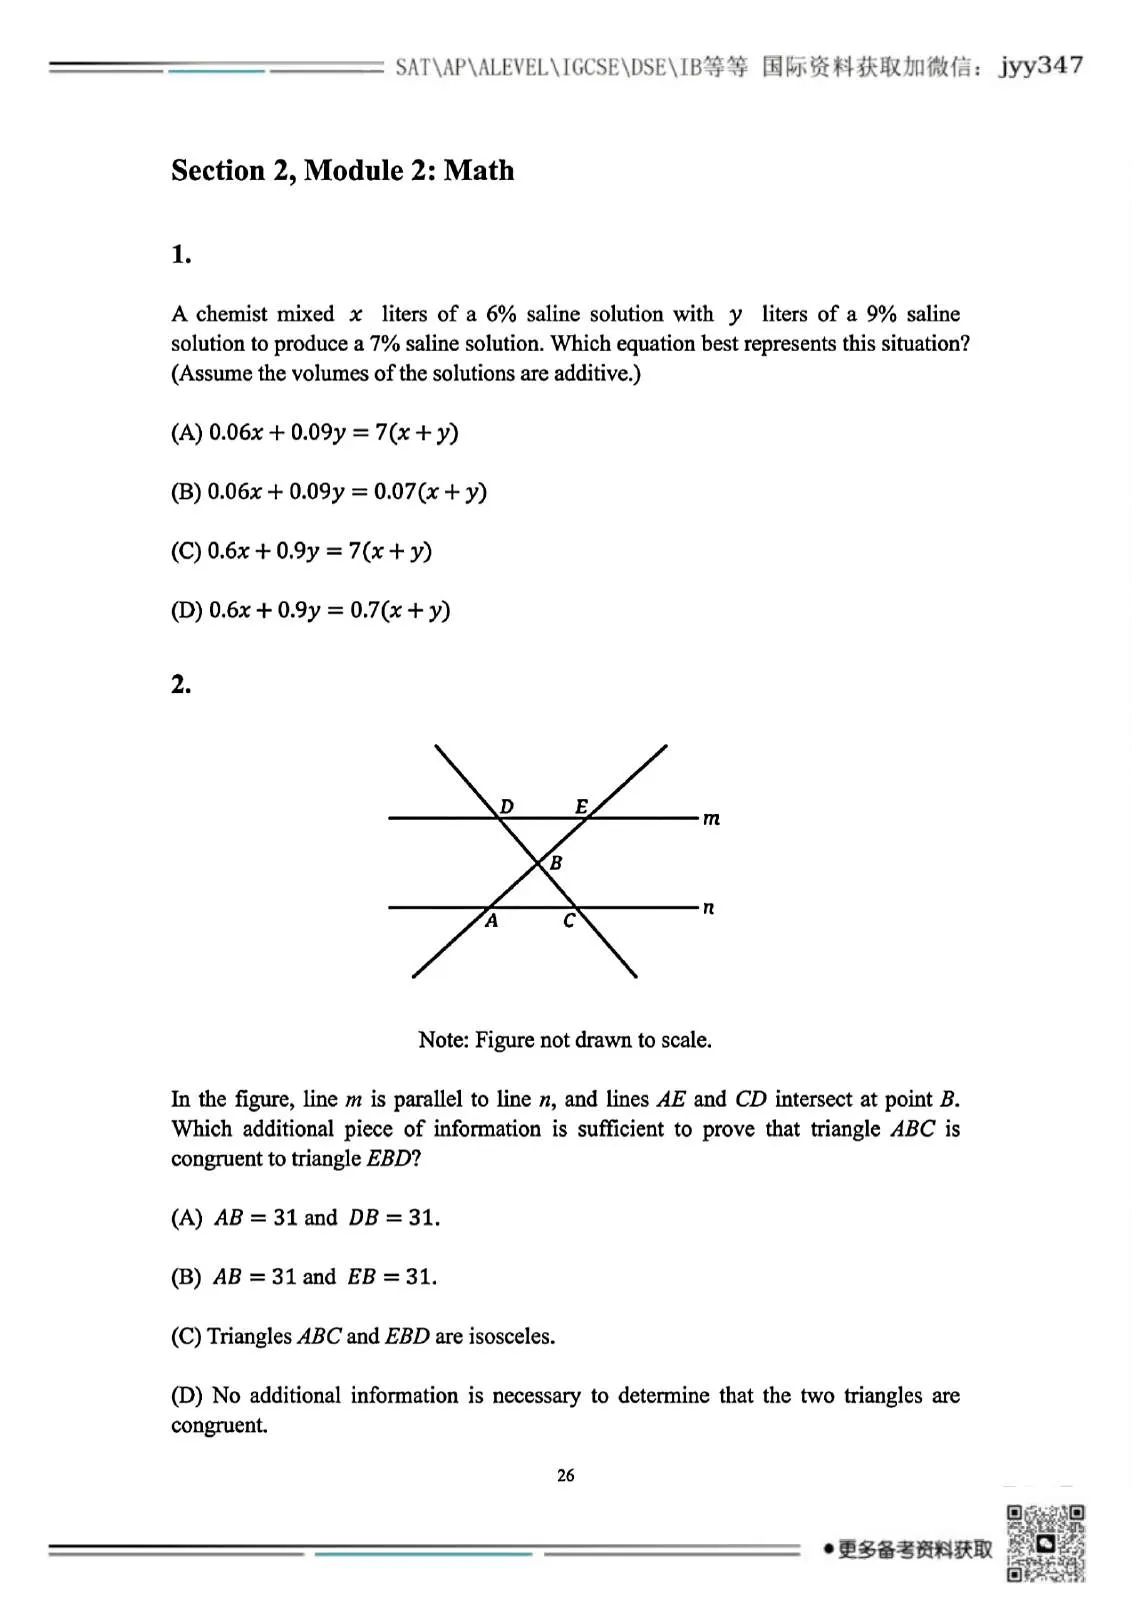 SAT\AP\ALEVEL\IGCSE\DSE\IB等等 国际资料获取加微信：jyy347
Section 2, Module 2: Math
1.
A chemist mixed x liters of a 6% saline solution with y liters of a 9% saline
solution to produce a 7% saline solution. Which equation best represents this situation?
(Assume the volumes of the solutions are additive.)
(A) 0.06x + 0.09y = 7(x + y)
(B) 0.06x + 0.09y = 0.07(x + y)
(C) 0.6x + 0.9y = 7(x + y)
(D) 0.6x + 0.9y = 0.7(x + y)
2.
D E
m
B
n
A C
Note: Figure not drawn to scale.
In the figure, line m is parallel to line n, and lines AE and CD intersect at point B.
Which additional piece of information is sufficient to prove that triangle ABC is
congruent to triangle EBD?
(A) AB = 31 and DB = 31.
(B) AB = 31 and EB = 31.
(C) Triangles ABC and EBD are isosceles.
(D) No additional information is necessary to determine that the two triangles are
congruent.
26
●更多备考资料获取